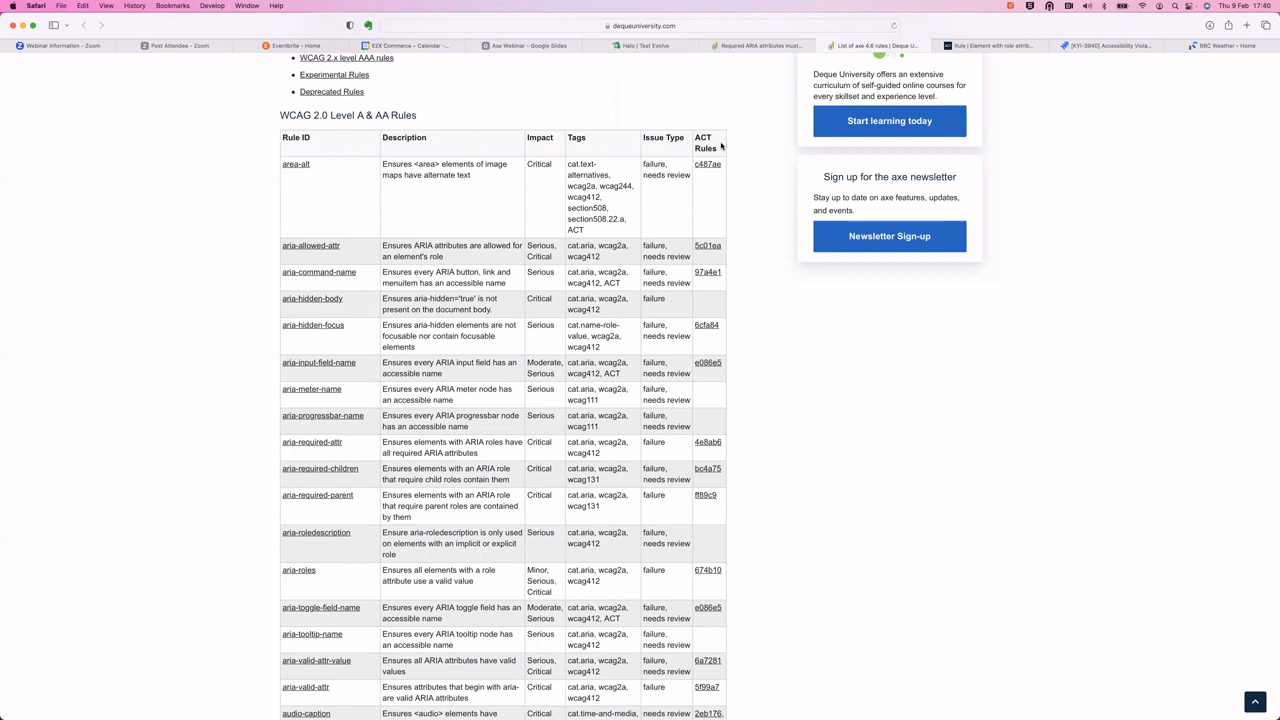 Safari File Edit View History Bookmarks Develop Window Help Thu 9 Feb 17:40
dequeuniversity.com
Webinar Information - Zoom
Post Attendee - Zoom
Eventbrite - Home
E2X Commerce – Calendar -...
Axe Webinar - Google Slides
Halo | Test Evolve
Required ARIA attributes must...
List of axe 4.6 rules | Deque U...
Rule | Element with role attrib...
[KYI-3940] Accessibility Viola...
BBC Weather - Home
WCAG 2.x level AAA rules
Experimental Rules
Deprecated Rules
WCAG 2.0 Level A & AA Rules
Rule ID Description Impact Tags Issue Type ACT
Rules
area-alt Ensures <area> elements of image Critical cat.text- failure, c487ae
maps have alternate text alternatives, needs review
wcag2a, wcag244,
wcag412,
section508,
section508.22.a,
ACT
aria-allowed-attr Ensures ARIA attributes are allowed for Serious, cat.aria, wcag2a, failure, 5c01ea
an element's role Critical wcag412 needs review
aria-command-name Ensures every ARIA button, link and Serious cat.aria, wcag2a, failure, 97a4e1
menuitem has an accessible name wcag412, ACT needs review
aria-hidden-body Ensures aria-hidden='true' is not Critical cat.aria, wcag2a, failure
present on the document body. wcag412
aria-hidden-focus Ensures aria-hidden elements are not Serious cat.name-role- failure, 6cfa84
focusable nor contain focusable value, wcag2a, needs review
elements wcag412
aria-input-field-name Ensures every ARIA input field has an Moderate, cat.aria, wcag2a, failure, e086e5
accessible name Serious wcag412, ACT needs review
aria-meter-name Ensures every ARIA meter node has Serious cat.aria, wcag2a, failure,
an accessible name wcag111 needs review
aria-progressbar-name Ensures every ARIA progressbar node Serious cat.aria, wcag2a, failure,
has an accessible name wcag111 needs review
aria-required-attr Ensures elements with ARIA roles have Critical cat.aria, wcag2a, failure 4e8ab6
all required ARIA attributes wcag412
aria-required-children Ensures elements with an ARIA role Critical cat.aria, wcag2a, failure, bc4a75
that require child roles contain them wcag131 needs review
aria-required-parent Ensures elements with an ARIA role Critical cat.aria, wcag2a, failure ff89c9
that require parent roles are contained wcag131
by them
aria-roledescription Ensure aria-roledescription is only used Serious cat.aria, wcag2a, failure,
on elements with an implicit or explicit wcag412 needs review
role
aria-roles Ensures all elements with a role Minor, cat.aria, wcag2a, failure 674b10
attribute use a valid value Serious, wcag412
Critical
aria-toggle-field-name Ensures every ARIA toggle field has an Moderate, cat.aria, wcag2a, failure, e086e5
accessible name Serious wcag412, ACT needs review
aria-tooltip-name Ensures every ARIA tooltip node has Serious cat.aria, wcag2a, failure,
an accessible name wcag412 needs review
aria-valid-attr-value Ensures all ARIA attributes have valid Serious, cat.aria, wcag2a, failure, 6a7281
values Critical wcag412 needs review
aria-valid-attr Ensures attributes that begin with aria- Critical cat.aria, wcag2a, failure 5f99a7
are valid ARIA attributes wcag412
audio-caption Ensures <audio> elements have Critical cat.time-and-media, needs review 2eb176,
Deque University offers an extensive
curriculum of self-guided online courses for
every skillset and experience level.
Start learning today
Sign up for the axe newsletter
Stay up to date on axe features, updates,
and events.
Newsletter Sign-up